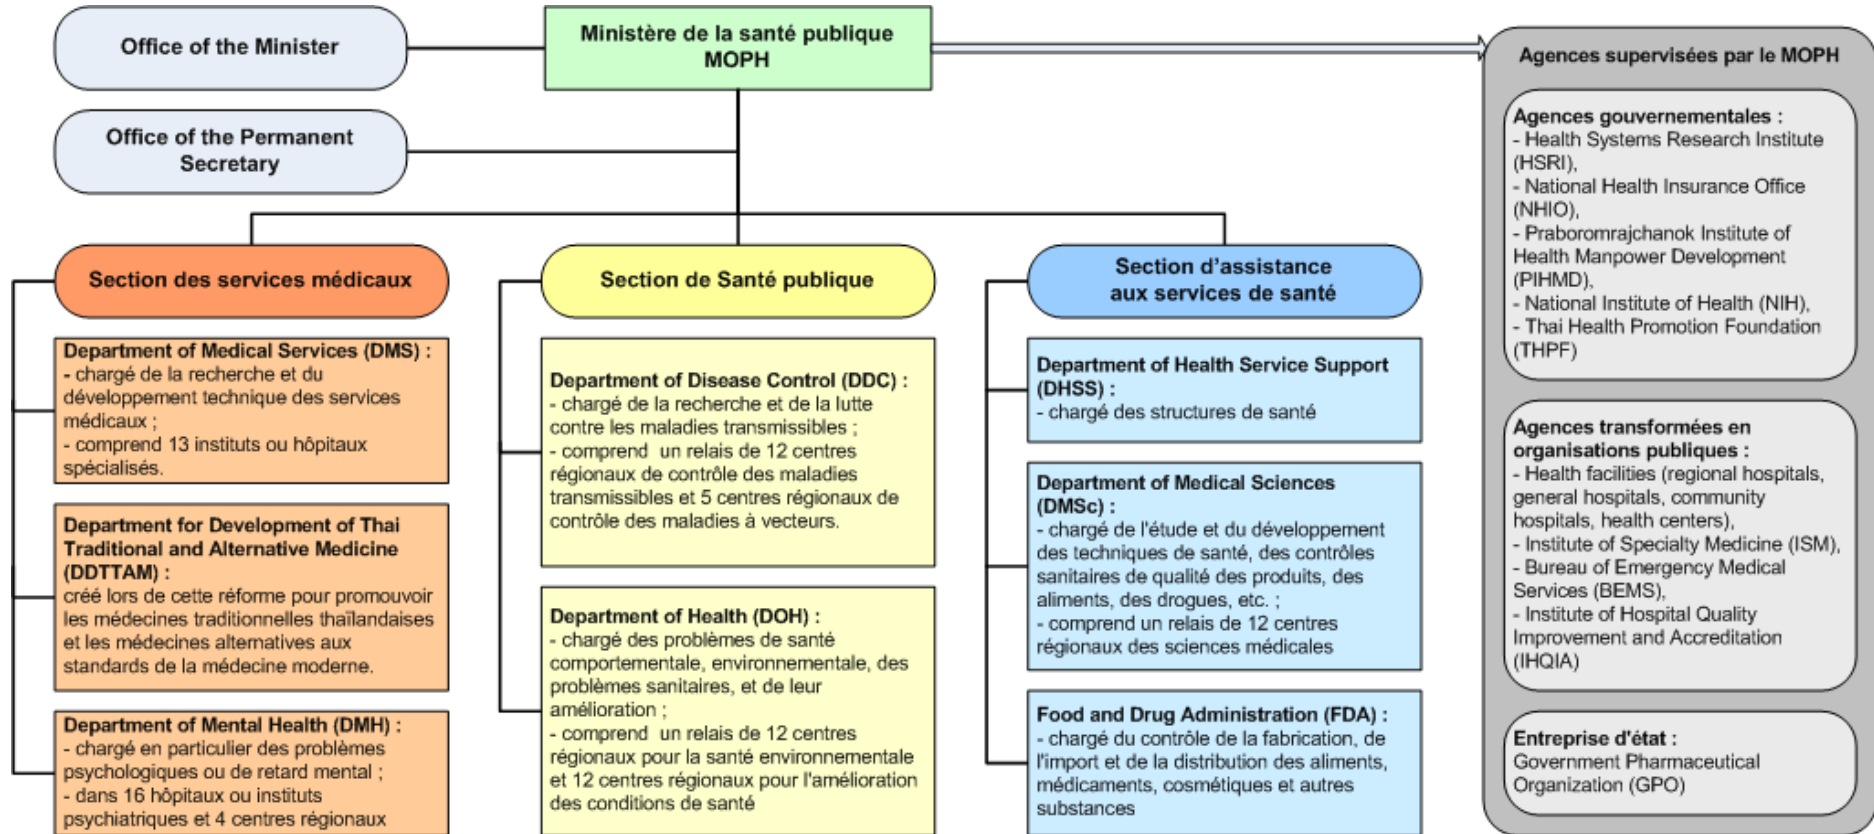 Office of the Minister
Ministère de la santé publique
MOPH
Office of the Permanent
Secretary
Section des services médicaux
Department of Medical Services (DMS) :
- chargé de la recherche et du
développement technique des services
médicaux ;
- comprend 13 instituts ou hôpitaux
spécialisés.
Department for Development of Thai
Traditional and Alternative Medicine
(DDTTAM) :
créé lors de cette réforme pour promouvoir
les médecines traditionnelles thaïlandaises
et les médecines alternatives aux
standards de la médecine moderne.
Department of Mental Health (DMH) :
- chargé en particulier des problèmes
psychologiques ou de retard mental ;
- dans 16 hôpitaux ou instituts
psychiatriques et 4 centres régionaux
Section de Santé publique
Department of Disease Control (DDC) :
- chargé de la recherche et de la lutte
contre les maladies transmissibles ;
- comprend un relais de 12 centres
régionaux de contrôle des maladies
transmissibles et 5 centres régionaux de
contrôle des maladies à vecteurs.
Department of Health (DOH) :
- chargé des problèmes de santé
comportementale, environnementale, des
problèmes sanitaires, et de leur
amélioration ;
- comprend un relais de 12 centres
régionaux pour la santé environnementale
et 12 centres régionaux pour l'amélioration
des conditions de santé
Section d'assistance
aux services de santé
Department of Health Service Support
(DHSS) :
- chargé des structures de santé
Department of Medical Sciences
(DMSc) :
- chargé de l'étude et du développement
des techniques de santé, des contrôles
sanitaires de qualité des produits, des
aliments, des drogues, etc. ;
- comprend un relais de 12 centres
régionaux des sciences médicales
Food and Drug Administration (FDA) :
- chargé du contrôle de la fabrication, de
l'import et de la distribution des aliments,
médicaments, cosmétiques et autres
substances
Agences supervisées par le MOPH
Agences gouvernementales :
- Health Systems Research Institute
(HSRI),
- National Health Insurance Office
(NHIO),
- Praboromrajchanok Institute of
Health Manpower Development
(PIHMD),
- National Institute of Health (NIH),
- Thai Health Promotion Foundation
(THPF)
Agences transformées en
organisations publiques :
- Health facilities (regional hospitals,
general hospitals, community
hospitals, health centers),
- Institute of Specialty Medicine (ISM),
- Bureau of Emergency Medical
Services (BEMS),
- Institute of Hospital Quality
Improvement and Accreditation
(IHQIA)
Entreprise d'état :
Government Pharmaceutical
Organization (GPO)